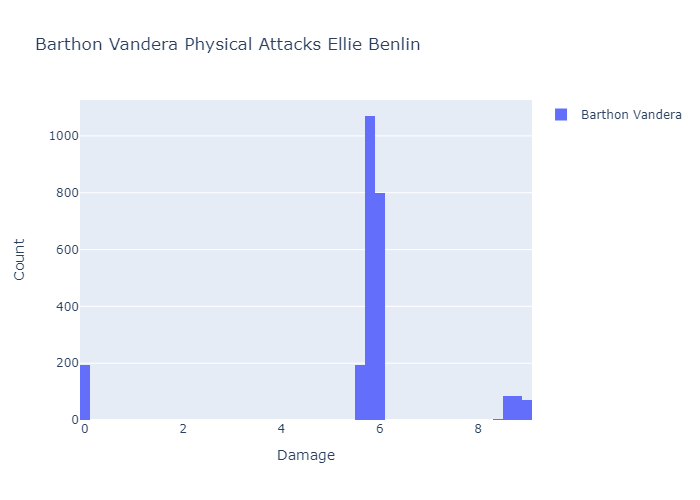 Barthon Vandera Physical Attacks Ellie Benlin
Barthon Vandera
1000
800
600
400
200
0
Count
0 2 4 6 8
Damage